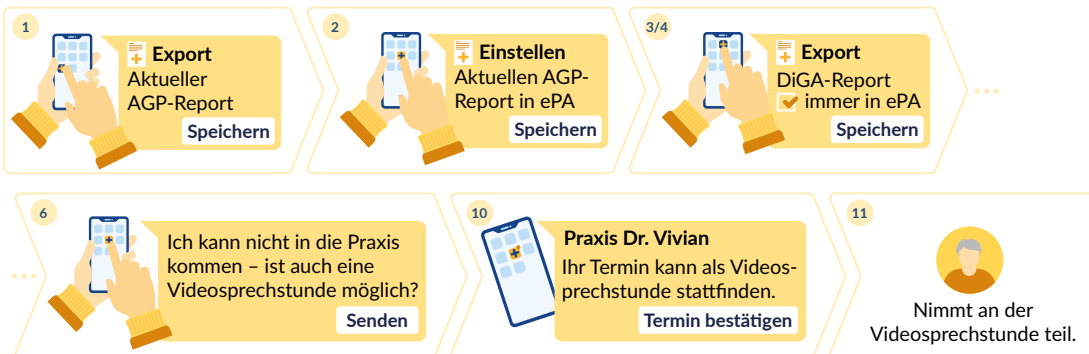 1
Export
Aktueller
AGP-Report
Speichern
2
Einstellen
Aktuellen AGP-
Report in ePA
Speichern
3/4
Export
DiGA-Report
immer in ePA
Speichern
6
Ich kann nicht in die Praxis
kommen – ist auch eine
Videosprechstunde möglich?
Senden
10
Praxis Dr. Vivian
Ihr Termin kann als Videos-
prechstunde stattfinden.
Termin bestätigen
11
Nimmt an der
Videosprechstunde teil.